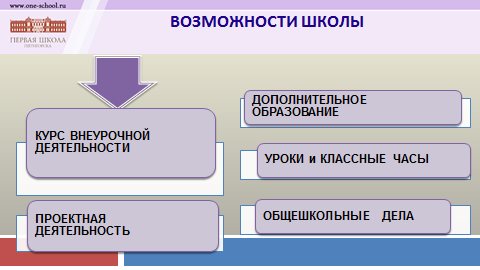 www.one-school.ru
ВОЗМОЖНОСТИ ШКОЛЫ
ПЕРВАЯ ШКОЛА
ПЯТИГОРСКА
КУРС ВНЕУРОЧНОЙ
ДЕЯТЕЛЬНОСТИ
ПРОЕКТНАЯ
ДЕЯТЕЛЬНОСТЬ
ДОПОЛНИТЕЛЬНОЕ
ОБРАЗОВАНИЕ
УРОКИ и КЛАССНЫЕ ЧАСЫ
ОБЩЕШКОЛЬНЫЕ ДЕЛА